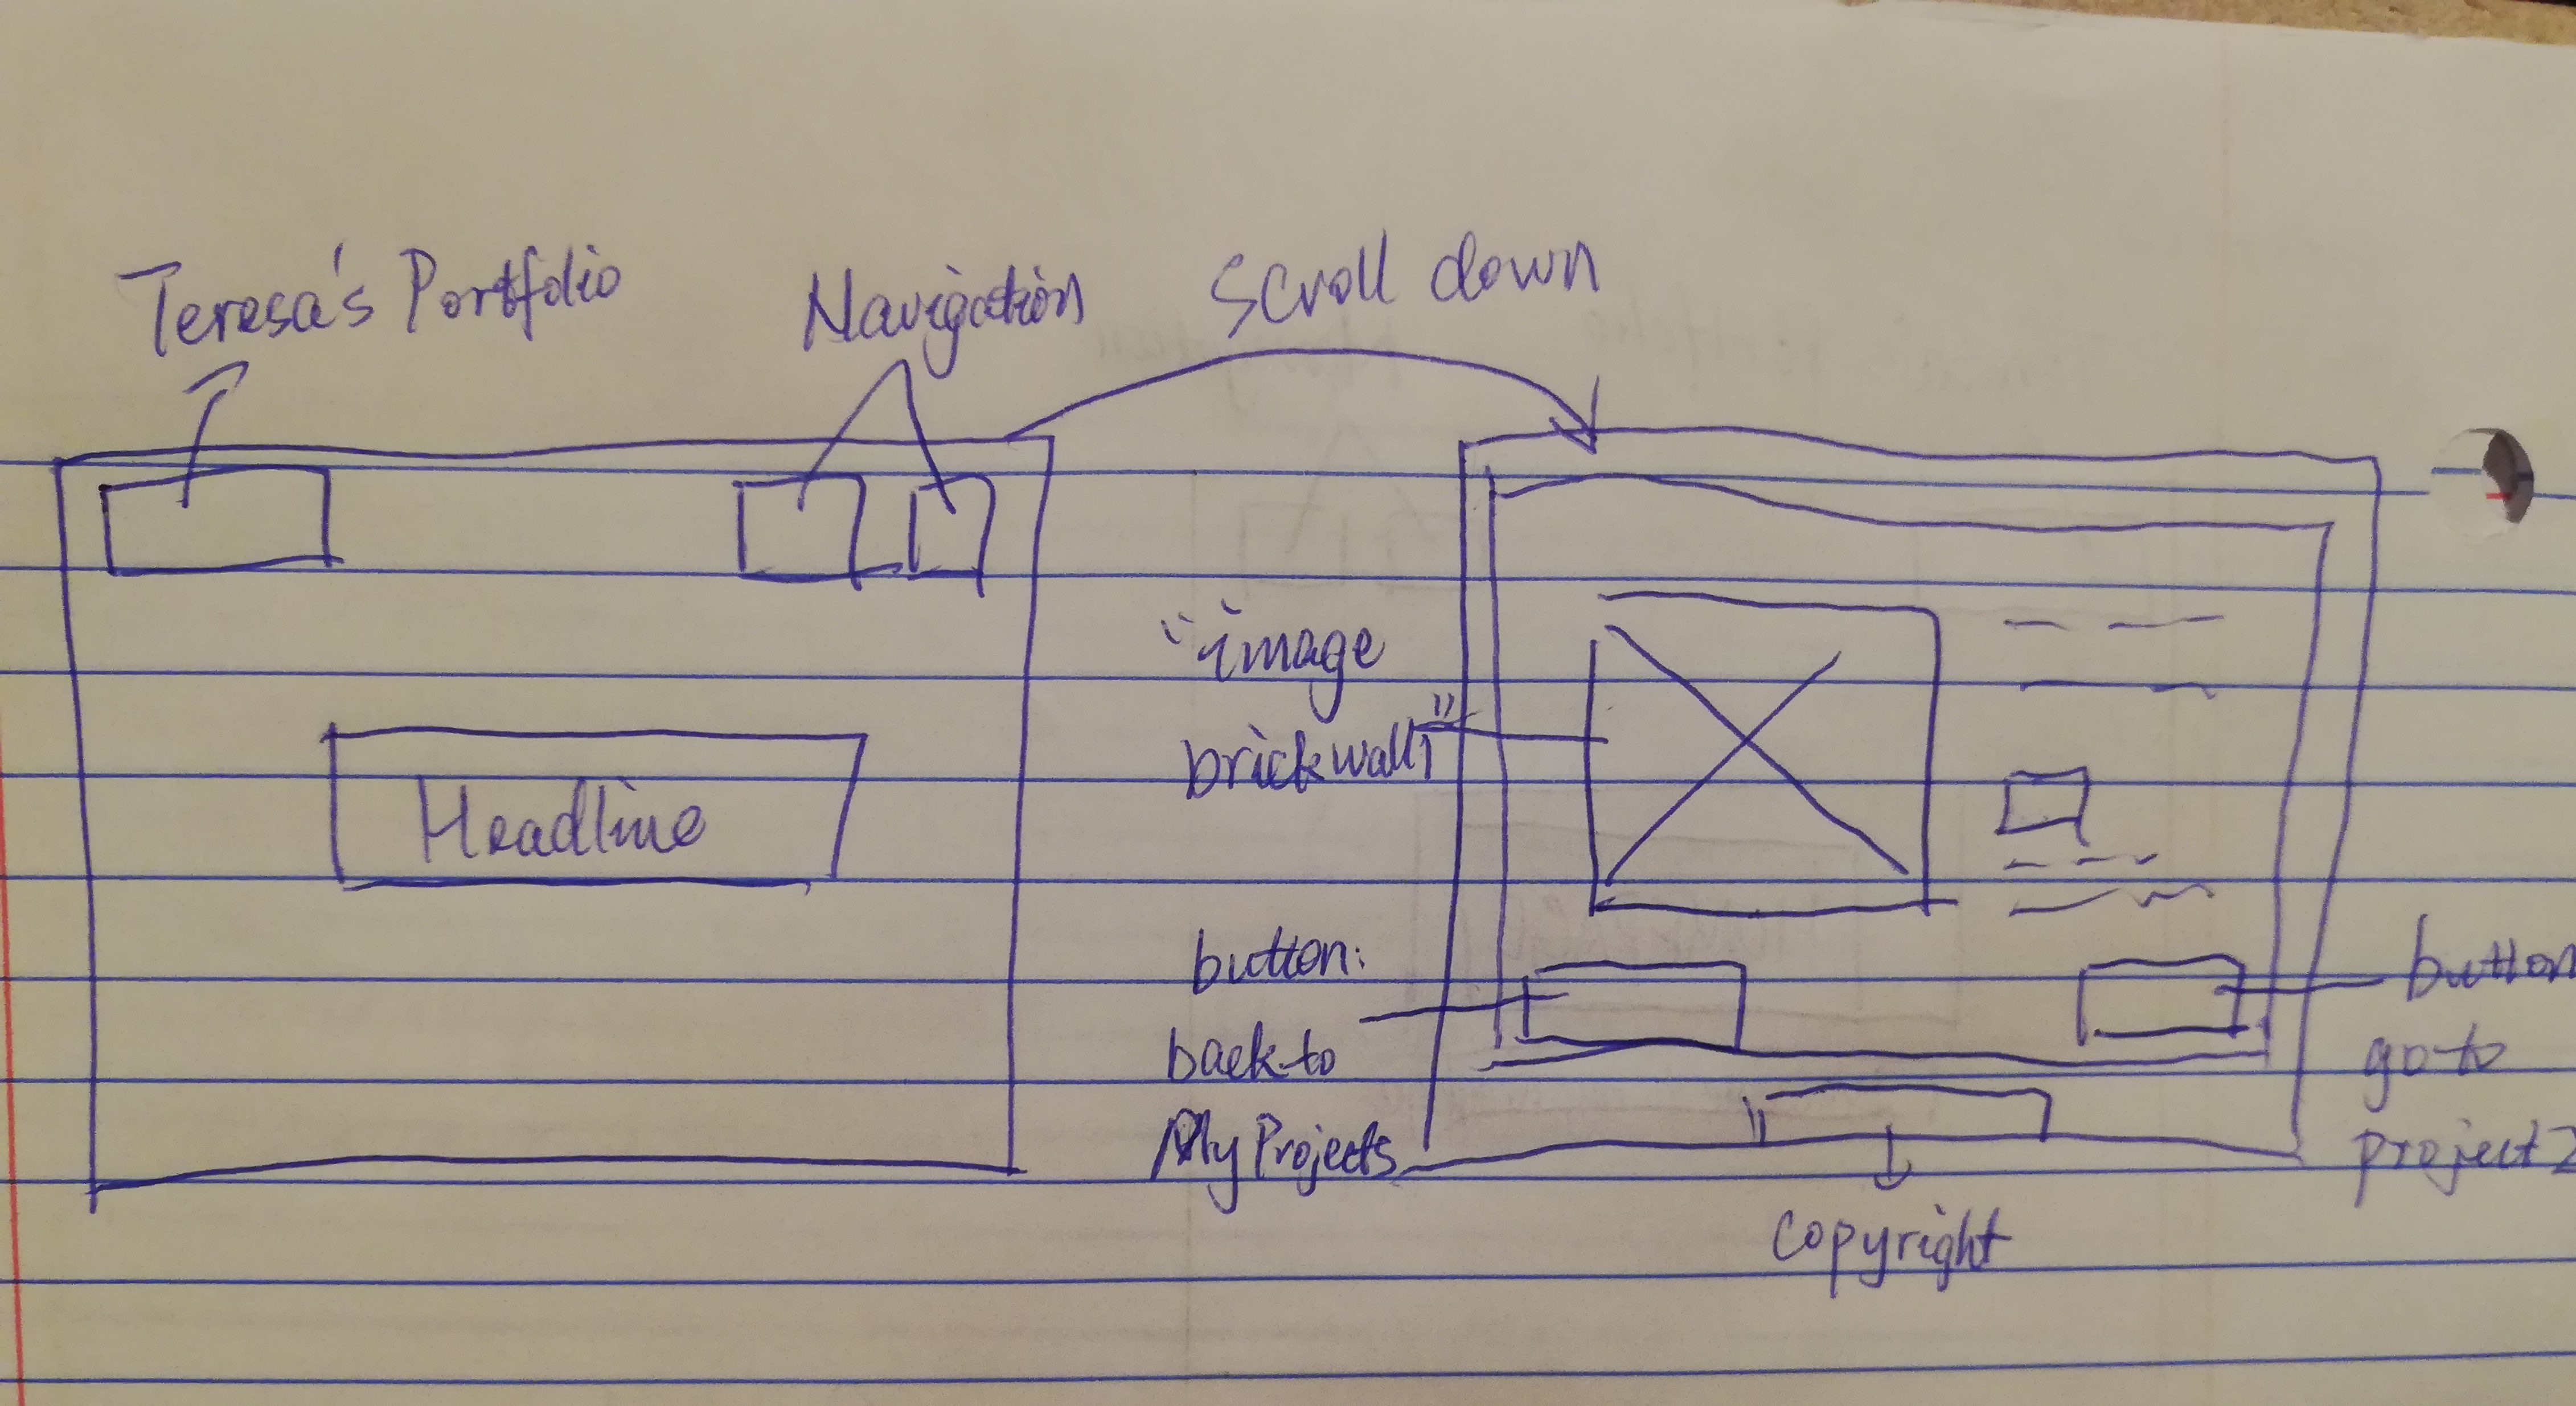 Teresa's Portfolio
Navigation
Scroll down
Headline
"image
brickwall"
button:
back to
My Projects
button
go to
project 2
copyright